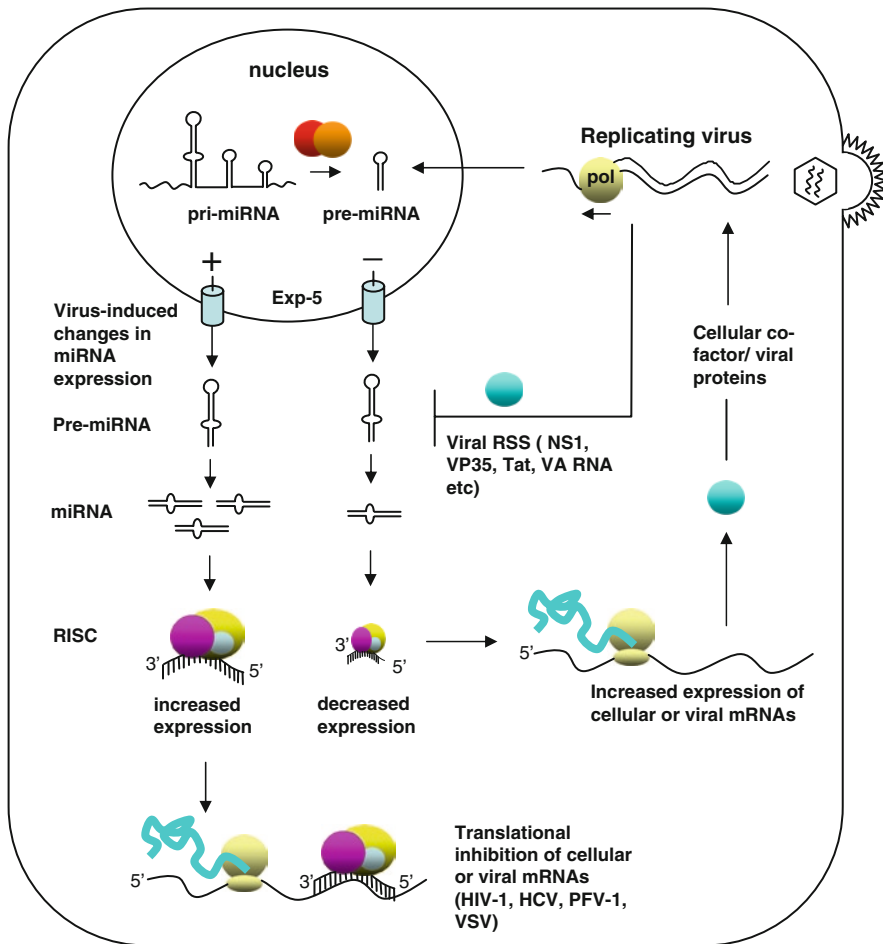 nucleus
Replicating virus
pol
pri-miRNA
pre-miRNA
+
–
Exp-5
Virus-induced
changes in
miRNA
expression
Cellular co-
factor/ viral
proteins
Pre-miRNA
Viral RSS ( NS1,
VP35, Tat, VA RNA
etc)
miRNA
RISC
3’
5’
3’
5’
5’
increased
expression
decreased
expression
Increased expression of
cellular or viral mRNAs
Translational
inhibition of cellular
or viral mRNAs
(HIV-1, HCV, PFV-1,
VSV)
5’
3’
5’